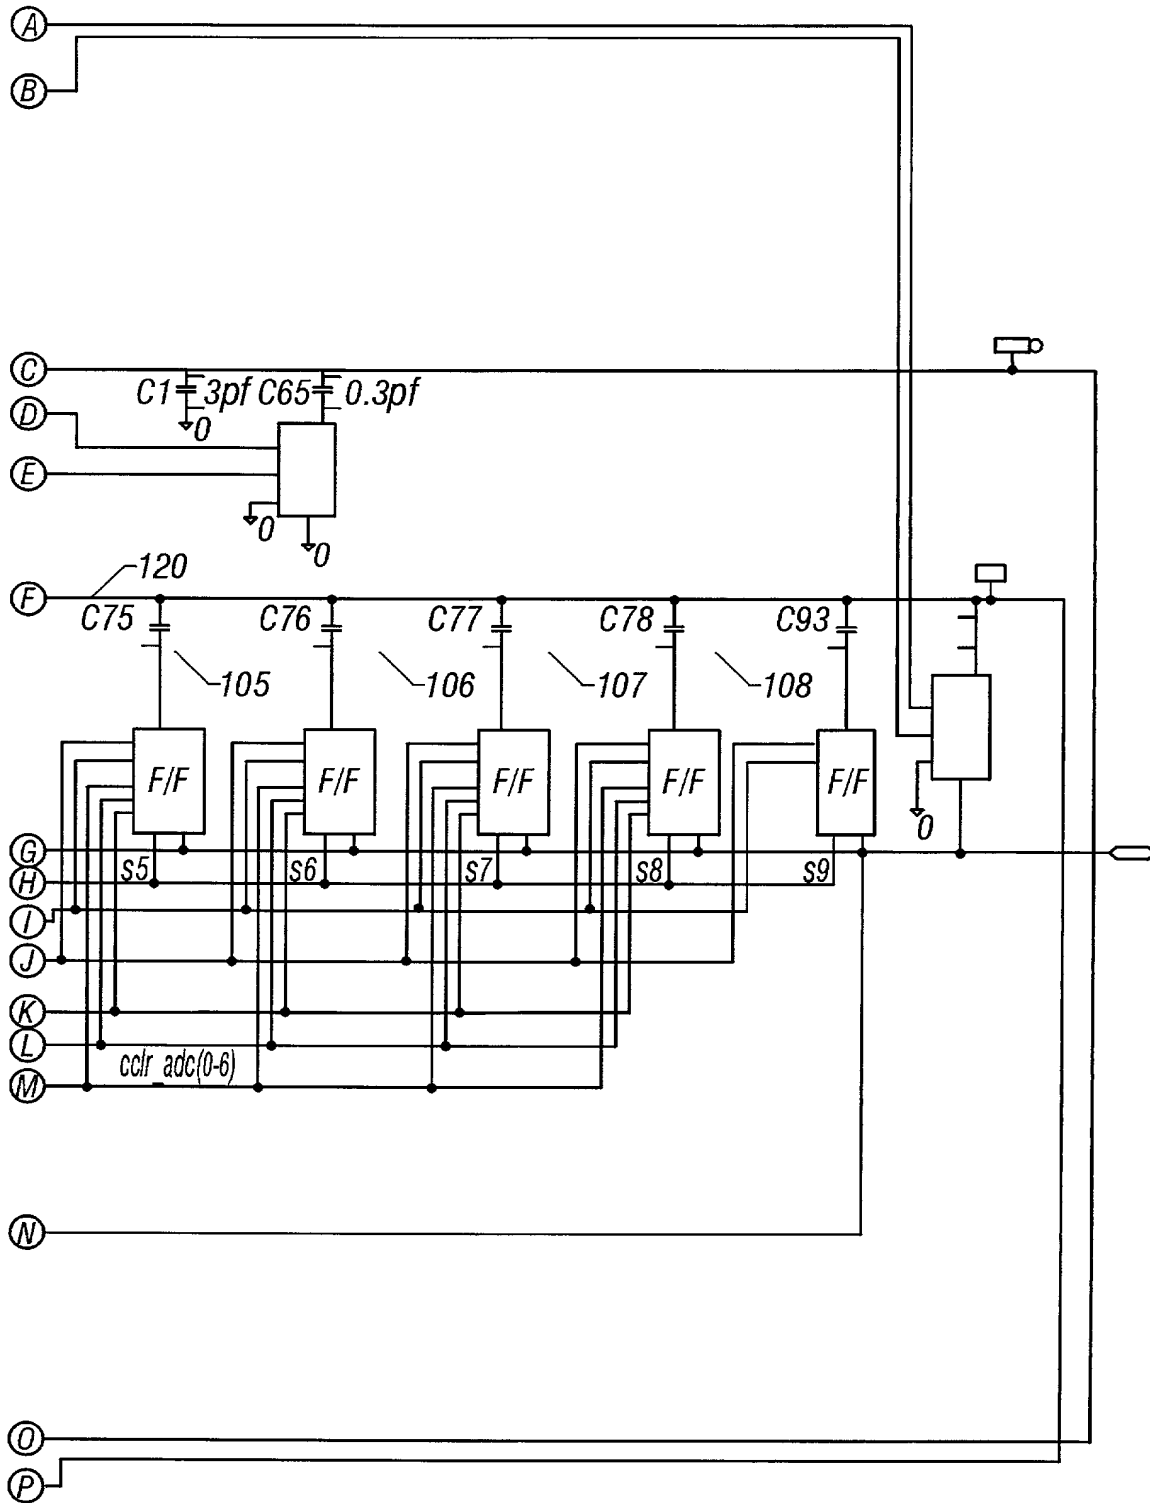 A
B
C
C1 3pf C65 0.3pf
D
0
E
0
0
120
F
C75 C76 C77 C78 C93
105 106 107 108
F/F F/F F/F F/F F/F
0
G
s5 s6 s7 s8 s9
H
I
J
K
L
cclr_adc(0-6)
M
N
O
P